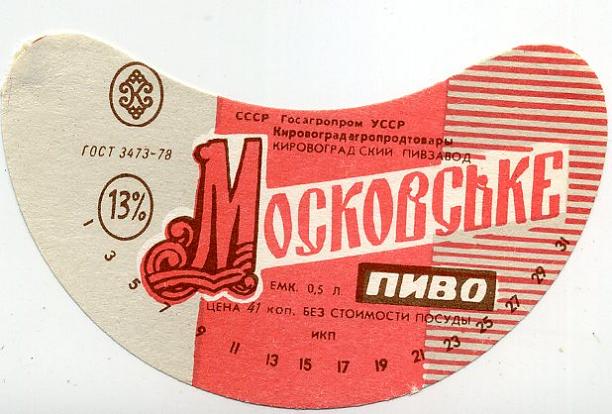 К
СССР Госагропром УССР
Кировоградагропродтовары
КИРОВОГРАДСКИЙ ПИВЗАВОД
ГОСТ 3473-78
13%
МОСКОВСЬКЕ
ПИВО
ЕМК. 0,5 Л.
ЦЕНА 41 КОП. БЕЗ СТОИМОСТИ ПОСУДЫ
ИКП
1 3 5 7 9 11 13 15 17 19 21 23 25 27 29 31